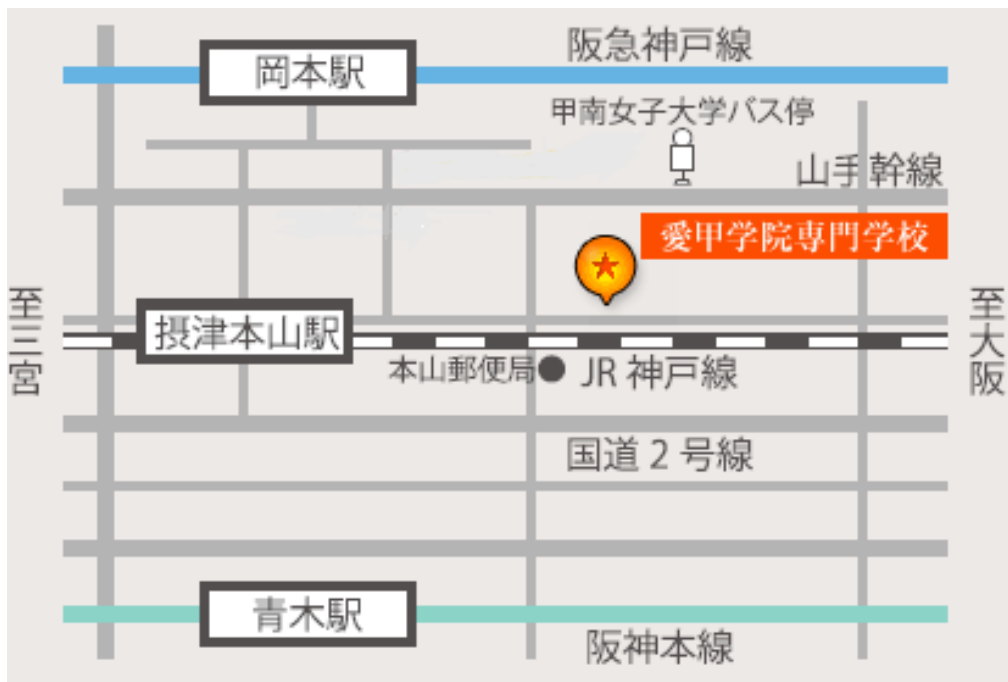 阪急神戸線
岡本駅
甲南女子大学バス停
山手幹線
愛甲学院専門学校
至三宮
至大阪
摂津本山駅
本山郵便局
JR 神戸線
国道 2 号線
青木駅
阪神本線